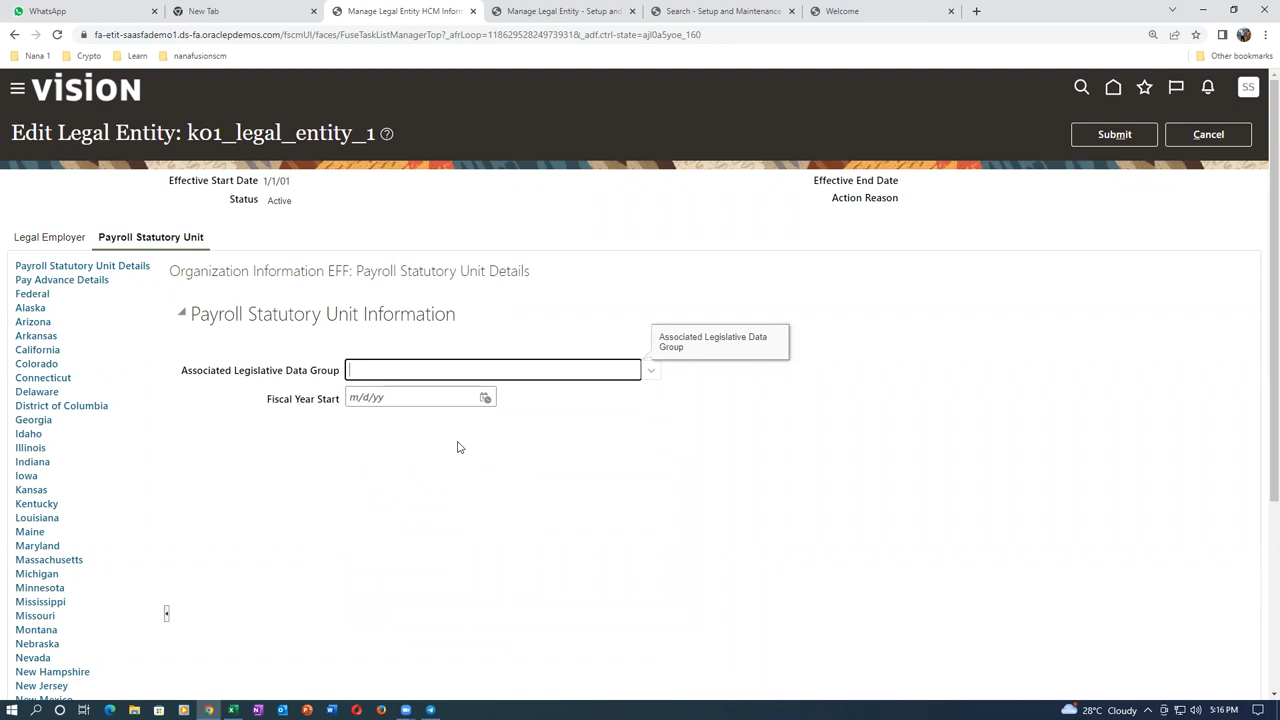 WhatsApp
New Tab
Manage Legal Entity HCM Inform
Manage Legal Entity - Setup and
Search - Setup and Maintenance
Welcome
fa-etit-saasfademo1.ds-fa.oraclepdemos.com/fscmUI/faces/FuseTaskListManagerTop?_afrLoop=11862952824973931&_adf.ctrl-state=ajl0a5yoe_160
Nana 1
Crypto
Learn
nanafusionscm
Other bookmarks
VISION
SS
Edit Legal Entity: k01_legal_entity_1
Submit
Cancel
Effective Start Date 1/1/01
Effective End Date
Status Active
Action Reason
Legal Employer
Payroll Statutory Unit
Payroll Statutory Unit Details
Pay Advance Details
Federal
Alaska
Arizona
Arkansas
California
Colorado
Connecticut
Delaware
District of Columbia
Georgia
Idaho
Illinois
Indiana
Iowa
Kansas
Kentucky
Louisiana
Maine
Maryland
Massachusetts
Michigan
Minnesota
Mississippi
Missouri
Montana
Nebraska
Nevada
New Hampshire
New Jersey
New Mexico
Organization Information EFF: Payroll Statutory Unit Details
Payroll Statutory Unit Information
Associated Legislative Data
Group
Associated Legislative Data Group
Fiscal Year Start m/d/yy
28°C Cloudy
5:16 PM